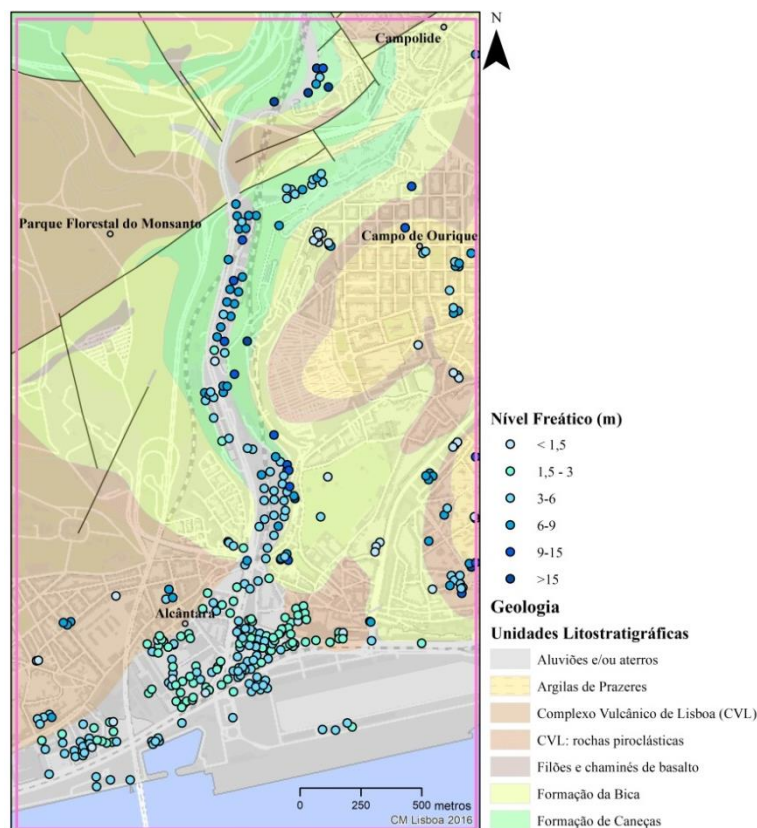 Campolide
N
Parque Florestal do Monsanto
Campo de Ourique
Alcântara
0 250 500 metros
CM Lisboa 2016
Nível Freático (m)
< 1,5
1,5 - 3
3-6
6-9
9-15
>15
Geologia
Unidades Litostratigráficas
Aluviões e/ou aterros
Argilas de Prazeres
Complexo Vulcânico de Lisboa (CVL)
CVL: rochas piroclásticas
Filões e chaminés de basalto
Formação da Bica
Formação de Caneças